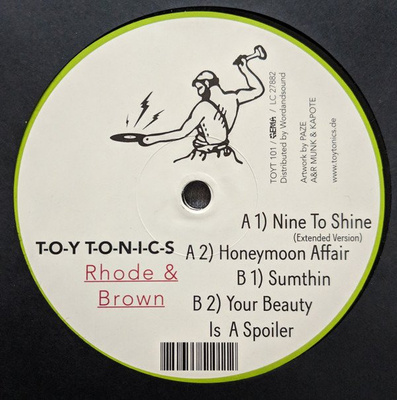 TOYT 101 / GEMA / LC 27882
Distributed by Wordandsound
Artwork by PAZE
A&R MUNK & KAPOTE
www.toytonics.de
T-O-Y T-O-N-I-C-S
Rhode &
Brown
A 1) Nine To Shine
(Extended Version)
A 2) Honeymoon Affair
B 1) Sumthin
B 2) Your Beauty
Is A Spoiler